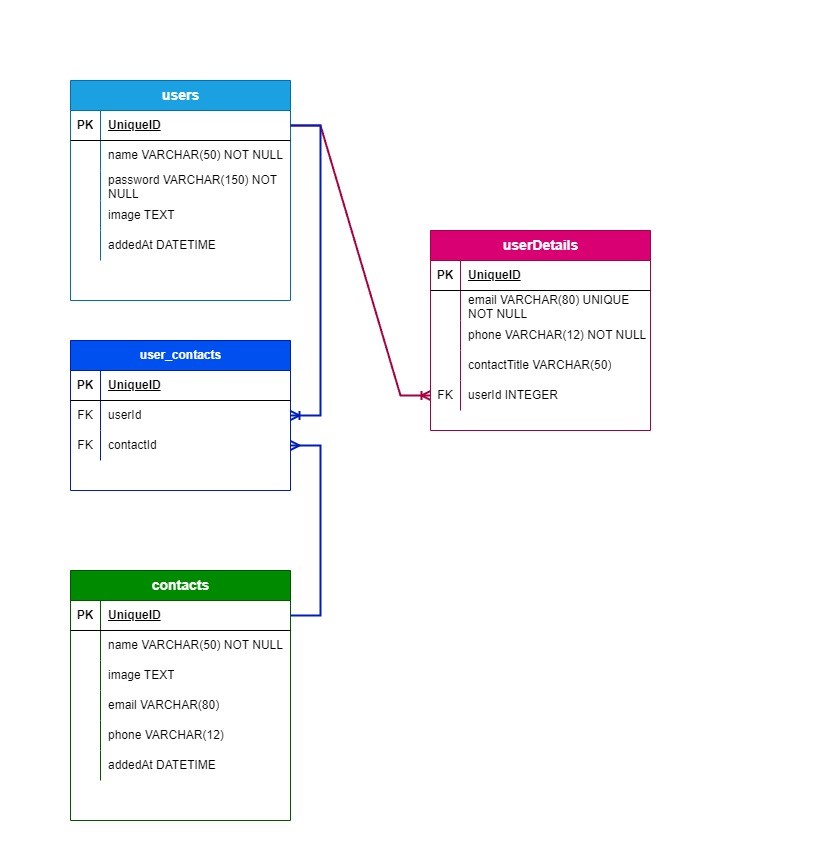 users
PK UniqueID
name VARCHAR(50) NOT NULL
password VARCHAR(150) NOT
NULL
image TEXT
addedAt DATETIME
userDetails
PK UniqueID
email VARCHAR(80) UNIQUE
NOT NULL
phone VARCHAR(12) NOT NULL
contactTitle VARCHAR(50)
FK userId INTEGER
user_contacts
PK UniqueID
FK userId
FK contactId
contacts
PK UniqueID
name VARCHAR(50) NOT NULL
image TEXT
email VARCHAR(80)
phone VARCHAR(12)
addedAt DATETIME